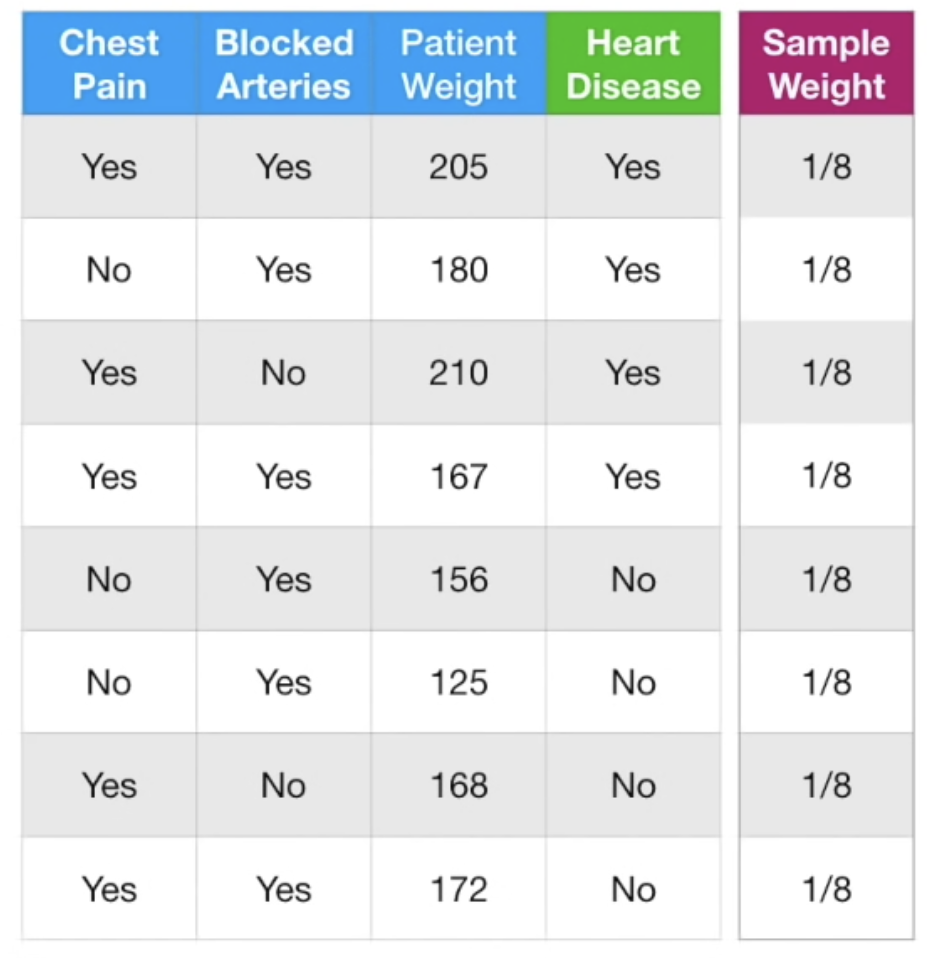 Chest Pain Blocked Arteries Patient Weight Heart Disease Sample Weight
Yes Yes 205 Yes 1/8
No Yes 180 Yes 1/8
Yes No 210 Yes 1/8
Yes Yes 167 Yes 1/8
No Yes 156 No 1/8
No Yes 125 No 1/8
Yes No 168 No 1/8
Yes Yes 172 No 1/8